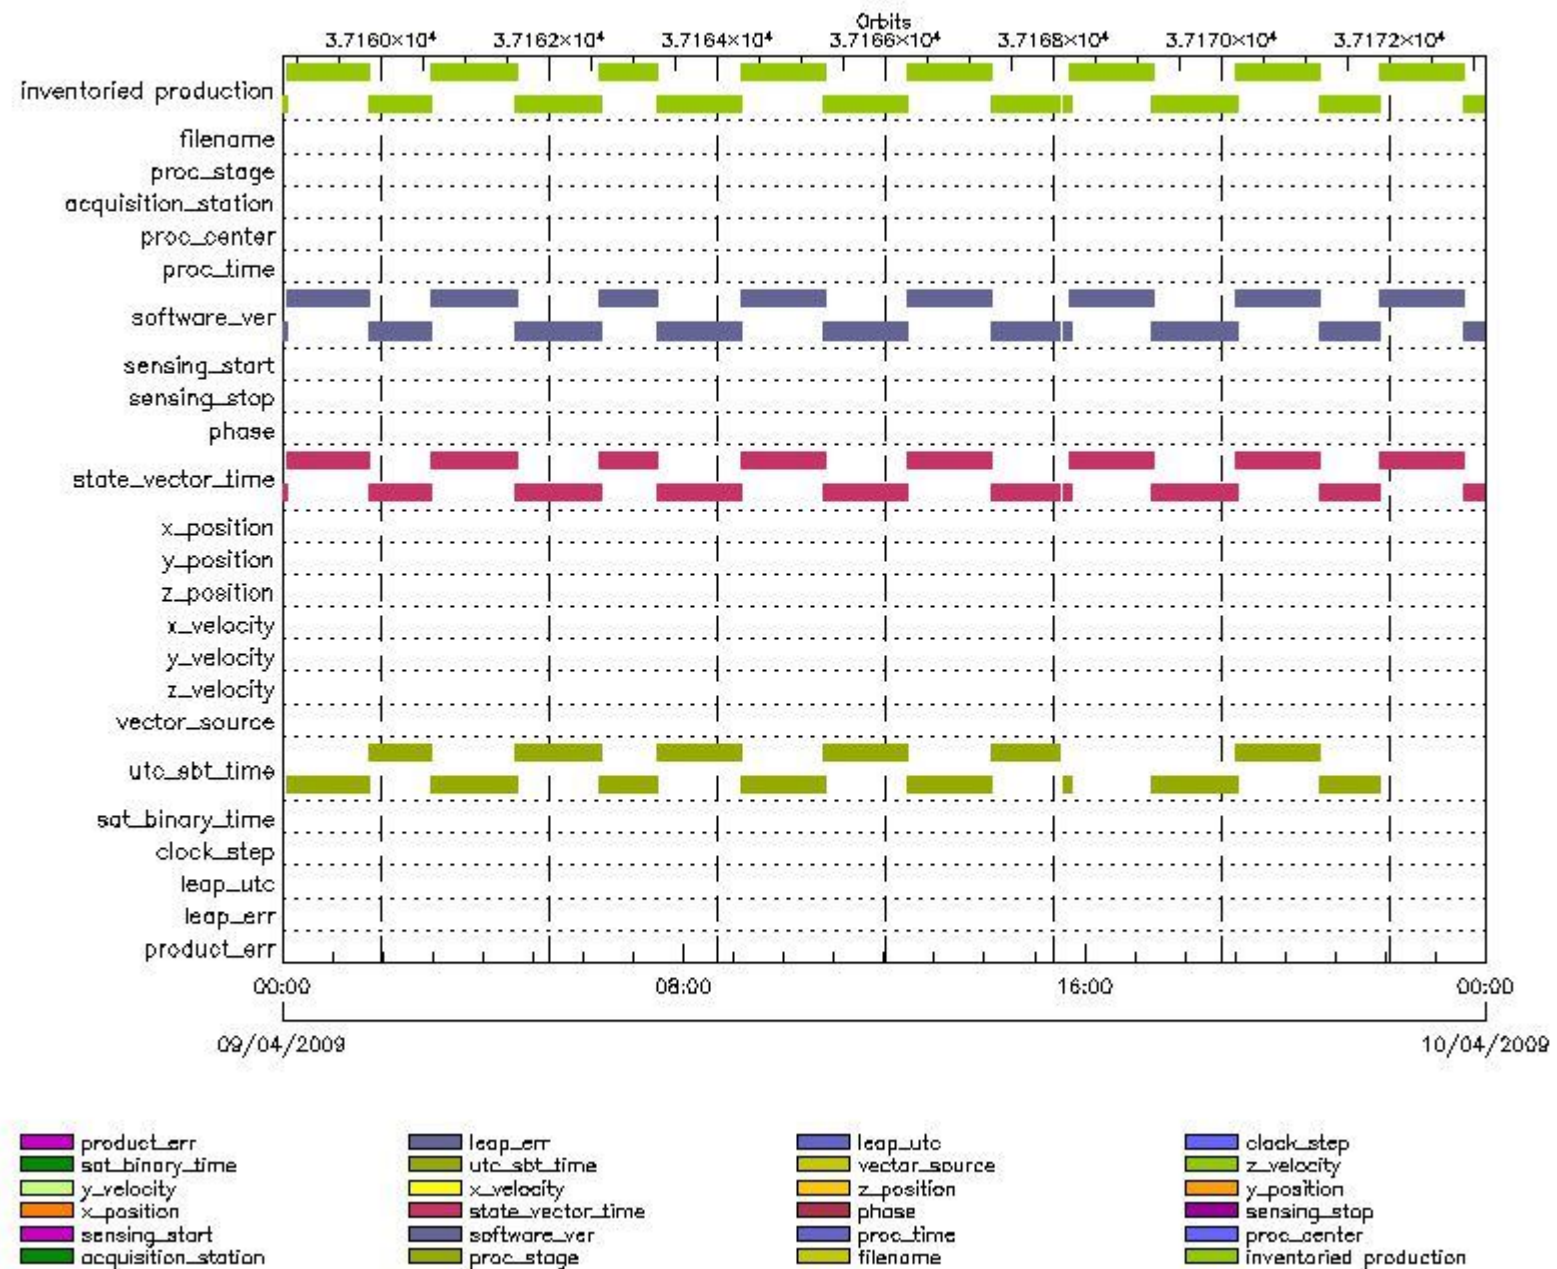 Orbits
3.7160×10⁴ 3.7162×10⁴ 3.7164×10⁴ 3.7166×10⁴ 3.7168×10⁴ 3.7170×10⁴ 3.7172×10⁴
inventoried production
filename
proc_stage
acquisition_station
proc_center
proc_time
software_ver
sensing_start
sensing_stop
phase
state_vector_time
x_position
y_position
z_position
x_velocity
y_velocity
z_velocity
vector_source
utc_sbt_time
sat_binary_time
clock_step
leap_utc
leap_err
product_err
00:00 08:00 16:00 00:00
09/04/2009 10/04/2009
product_err leap_err leap_utc clock_step
sat_binary_time utc_sbt_time vector_source z_velocity
y_velocity x_velocity z_position y_position
x_position state_vector_time phase sensing_stop
sensing_start software_ver proc_time proc_center
acquisition_station proc_stage filename inventoried production